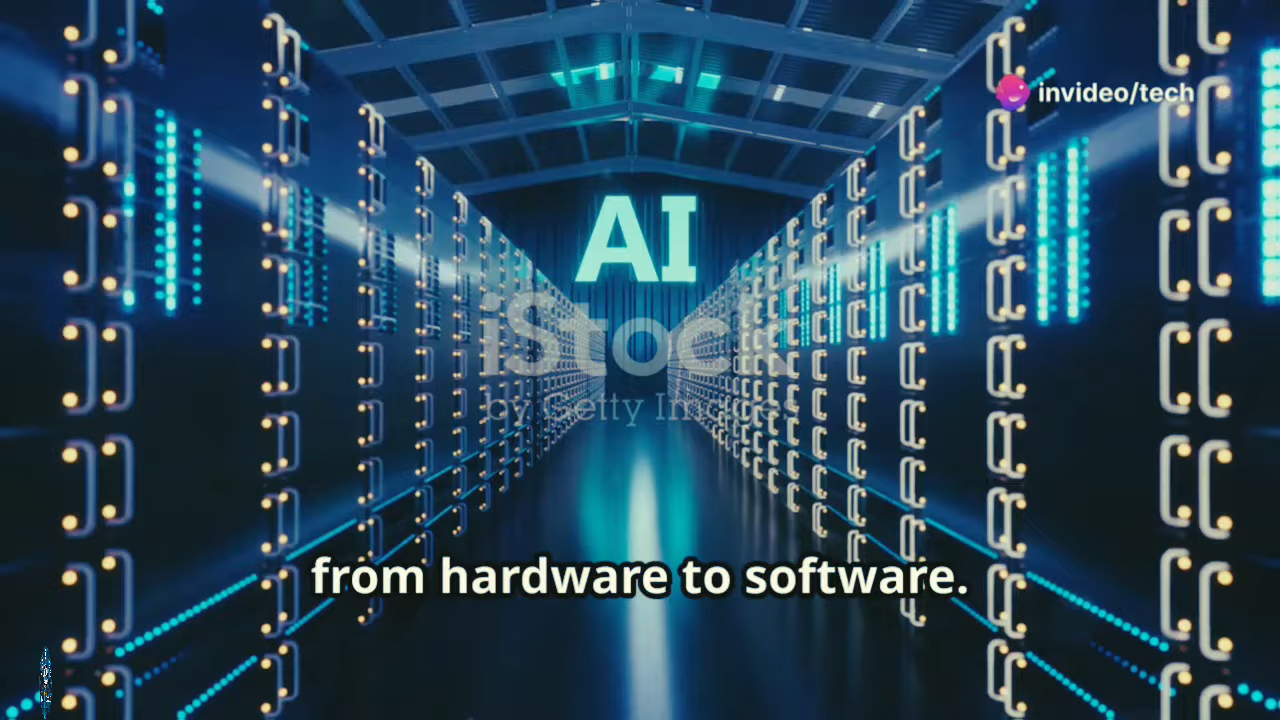 invideo/tech
AI
iStock
by Getty Images
from hardware to software.